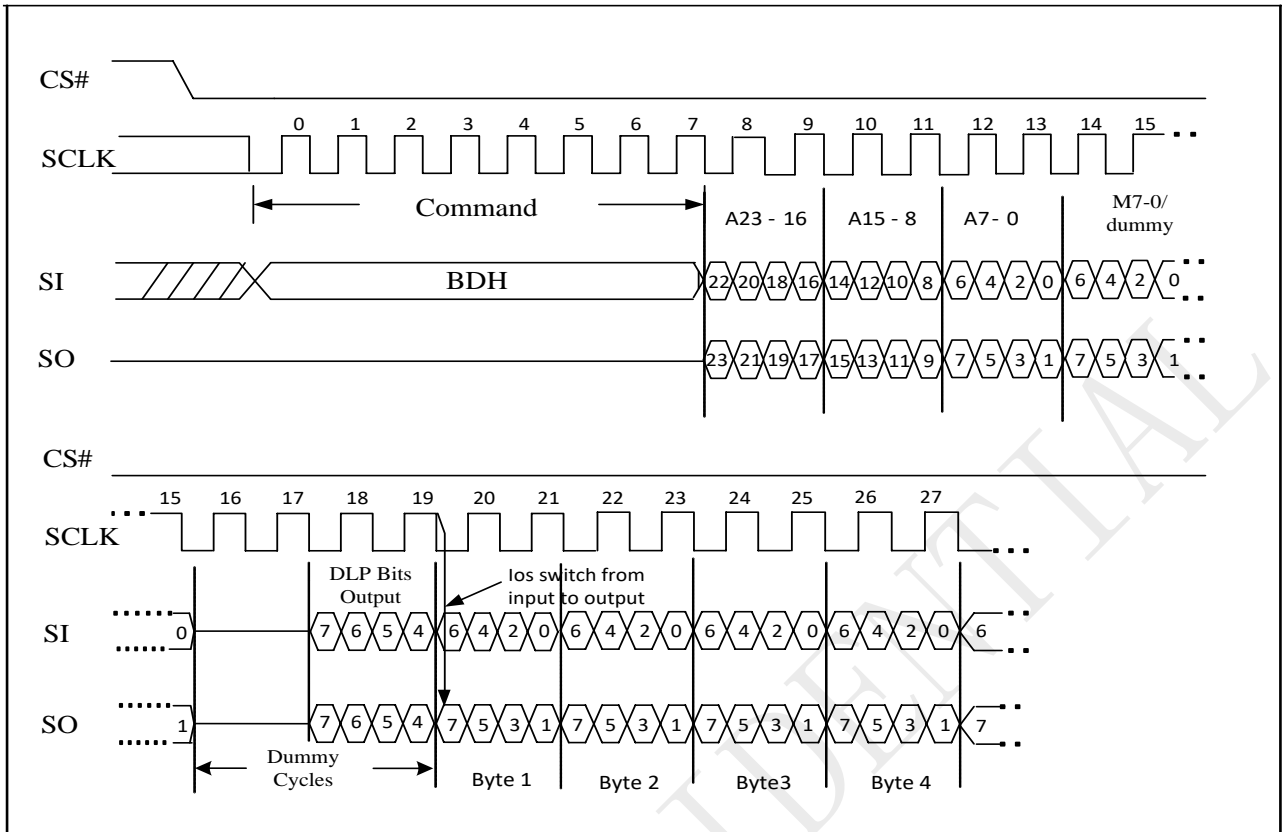 CS#
0 1 2 3 4 5 6 7 8 9 10 11 12 13 14 15
SCLK
Command A23 - 16 A15 - 8 A7- 0 M7-0/
dummy
SI BDH 22 20 18 16 14 12 10 8 6 4 2 0 6 4 2 0
SO 23 21 19 17 15 13 11 9 7 5 3 1 7 5 3 1
CS#
15 16 17 18 19 20 21 22 23 24 25 26 27
SCLK
DLP Bits
Output
Ios switch from
input to output
SI 0 7 6 5 4 6 4 2 0 6 4 2 0 6 4 2 0 6 4 2 0 6
SO 1 7 6 5 4 7 5 3 1 7 5 3 1 7 5 3 1 7 5 3 1 7
Dummy
Cycles
Byte 1 Byte 2 Byte3 Byte 4